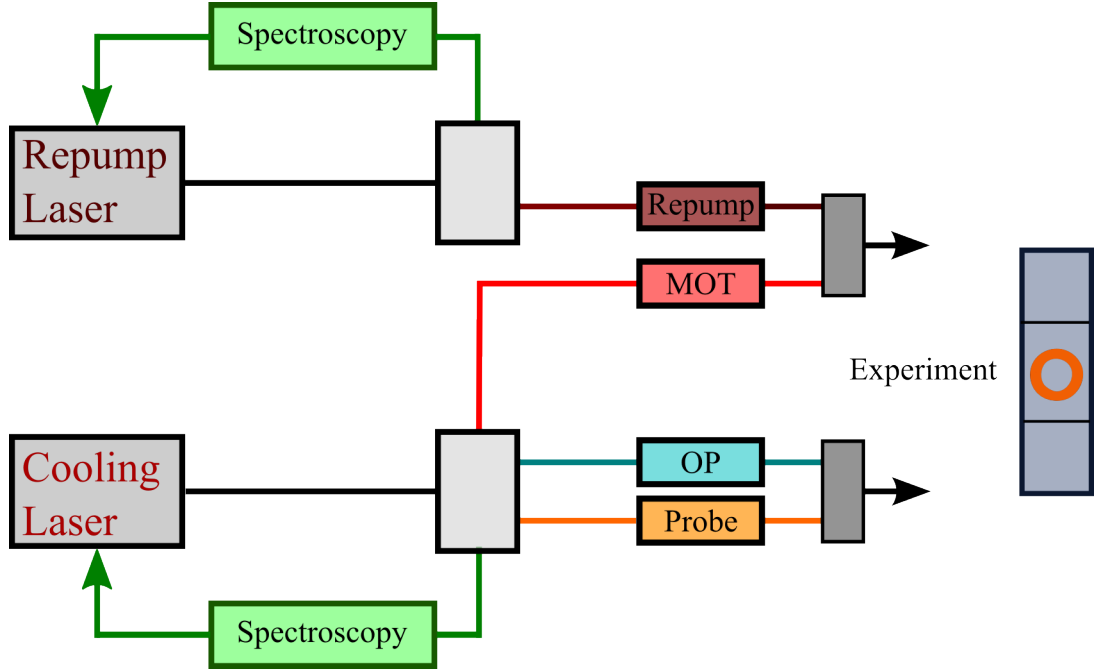 Spectroscopy
Repump
Laser
Repump
MOT
Experiment
Cooling
Laser
OP
Probe
Spectroscopy